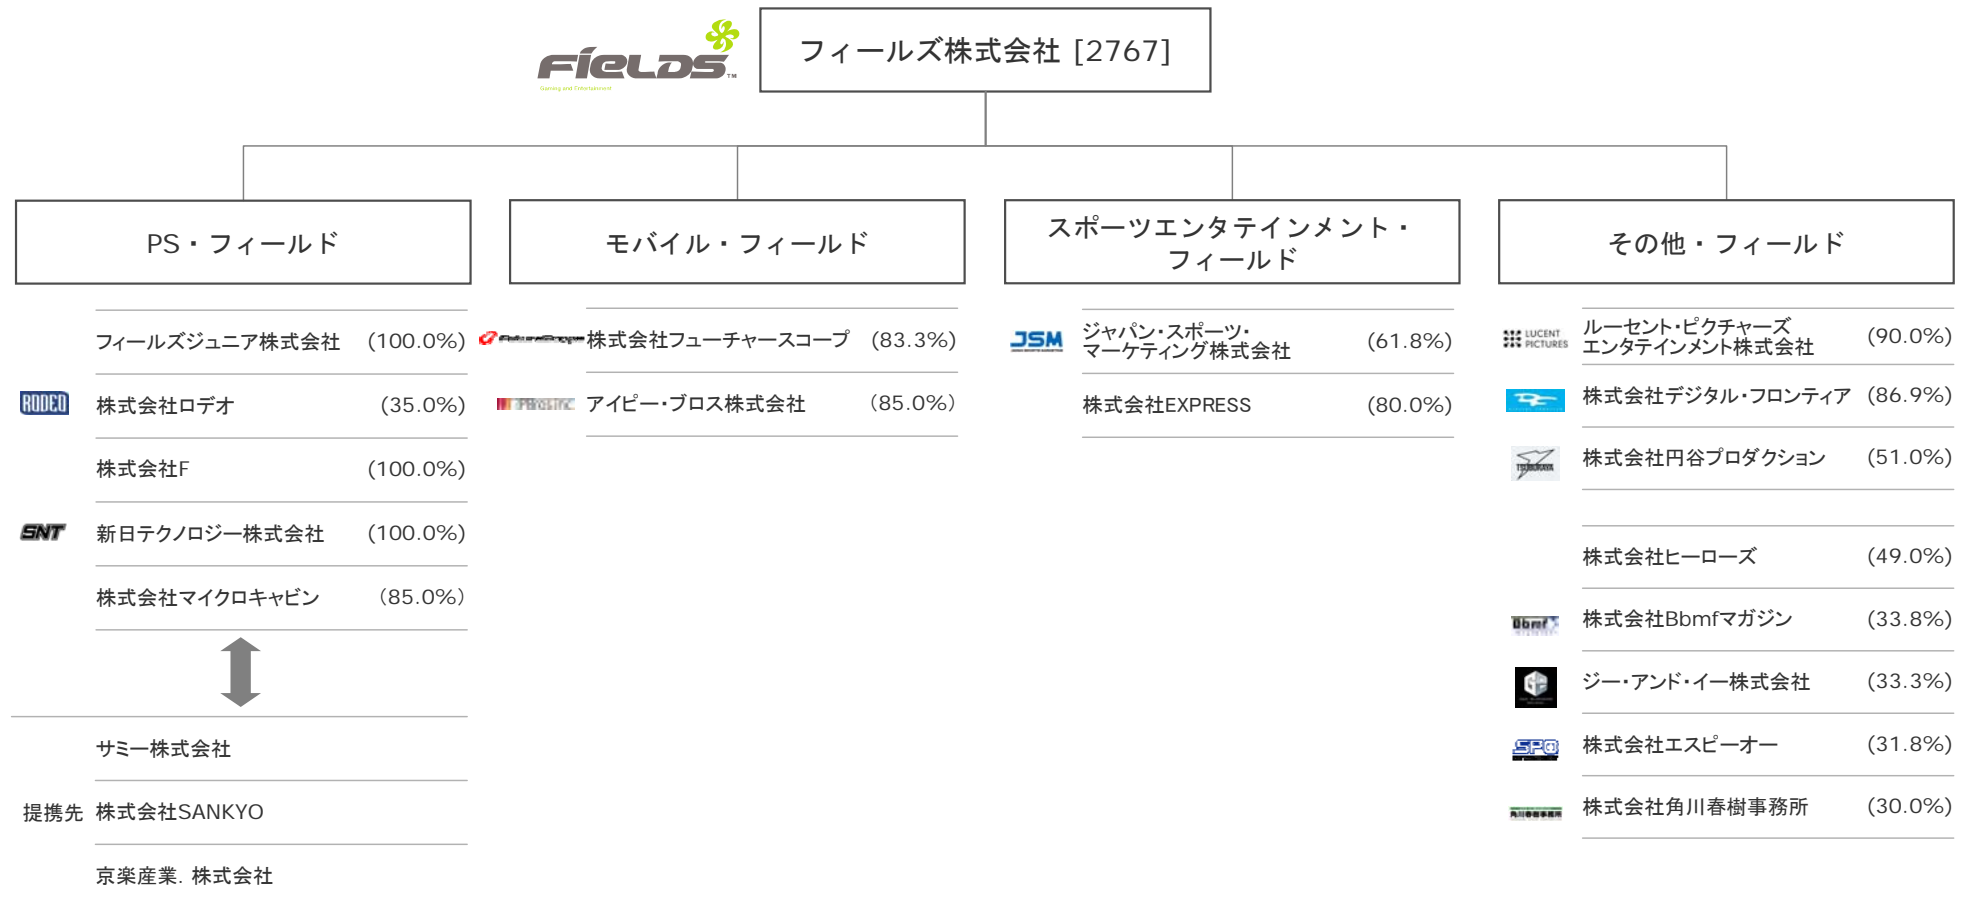 FIELDS™
Gaming and Entertainment
フィールズ株式会社 [2767]
PS・フィールド
フィールズジュニア株式会社 (100.0%)
RODEO 株式会社ロデオ (35.0%)
株式会社F (100.0%)
SNT 新日テクノロジー株式会社 (100.0%)
株式会社マイクロキャビン （85.0%）
サミー株式会社
提携先 株式会社SANKYO
京楽産業. 株式会社
モバイル・フィールド
株式会社フューチャースコープ (83.3%)
アイピー・ブロス株式会社 （85.0%）
スポーツエンタテインメント・
フィールド
JSM
ジャパン・スポーツ・
マーケティング株式会社 (61.8%)
株式会社EXPRESS (80.0%)
その他・フィールド
LUCENT
PICTURES
ルーセント・ピクチャーズ
エンタテインメント株式会社 (90.0%)
株式会社デジタル・フロンティア (86.9%)
TSUBURAYA 株式会社円谷プロダクション (51.0%)
株式会社ヒーローズ (49.0%)
Bbmf 株式会社Bbmfマガジン (33.8%)
ジー・アンド・イー株式会社 (33.3%)
SPO 株式会社エスピーオー (31.8%)
角川春樹事務所 株式会社角川春樹事務所 (30.0%)